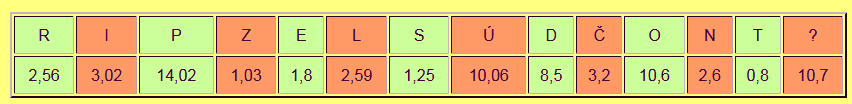 R I P Z E L S Ú D Č O N T ?
2,56 3,02 14,02 1,03 1,8 2,59 1,25 10,06 8,5 3,2 10,6 2,6 0,8 10,7